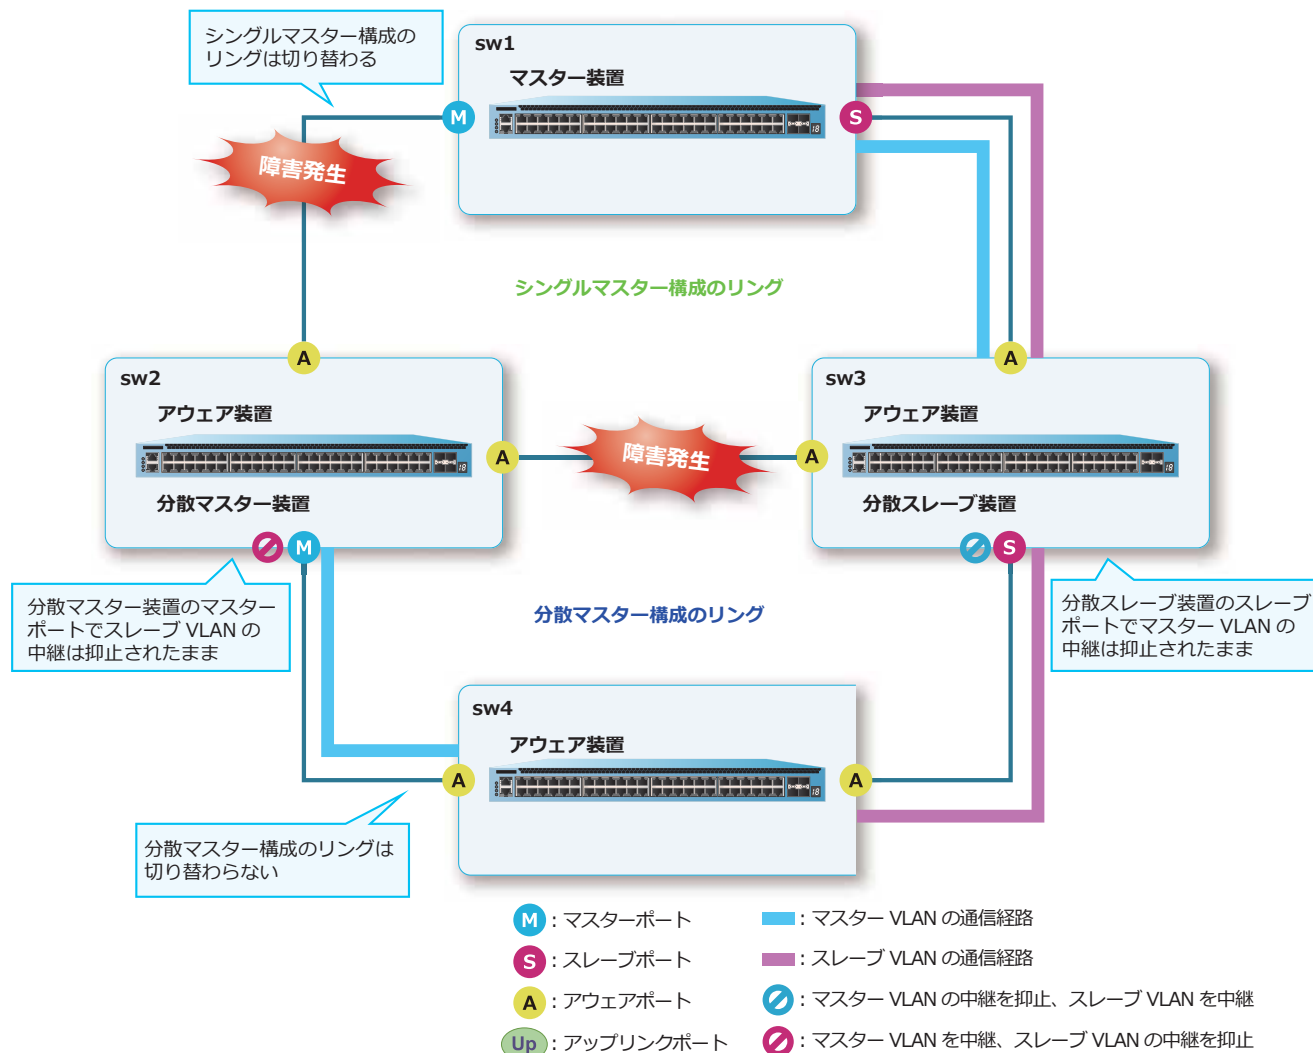 シングルマスター構成の
リングは切り替わる
sw1
マスター装置
M
S
障害発生
シングルマスター構成のリング
A
A
sw2
アウェア装置
A
分散マスター装置
M
障害発生
sw3
アウェア装置
A
分散スレーブ装置
S
分散マスター装置のマスター
ポートでスレーブ VLAN の
中継は抑止されたまま
分散マスター構成のリング
分散スレーブ装置のスレーブ
ポートでマスター VLAN の
中継は抑止されたまま
sw4
アウェア装置
A
A
分散マスター構成のリングは
切り替わらない
M : マスターポート
S : スレーブポート
A : アウェアポート
Up : アップリンクポート
: マスター VLAN の通信経路
: スレーブ VLAN の通信経路
: マスター VLAN の中継を抑止、スレーブ VLAN を中継
: マスター VLAN を中継、スレーブ VLAN の中継を抑止